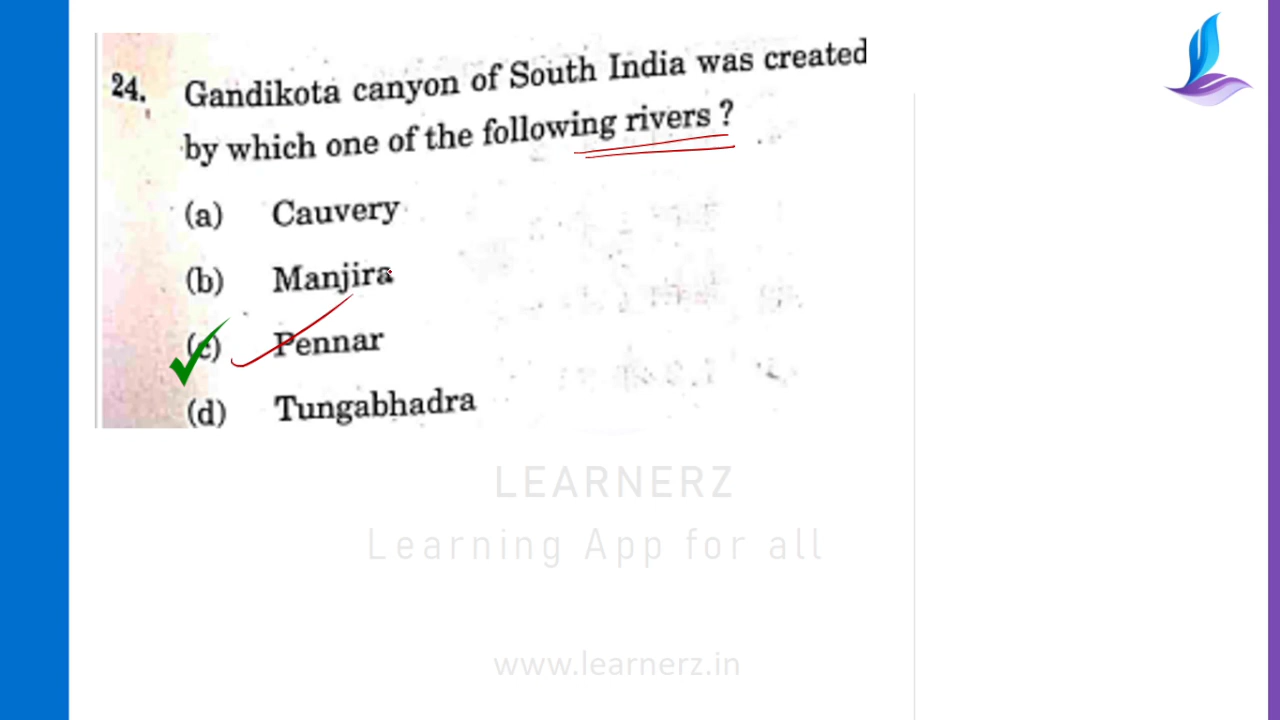 24. Gandikota canyon of South India was created
by which one of the following rivers ?
(a) Cauvery
(b) Manjira
(c) Pennar
(d) Tungabhadra
LEARNERZ
Learning App for all
www.learnerz.in